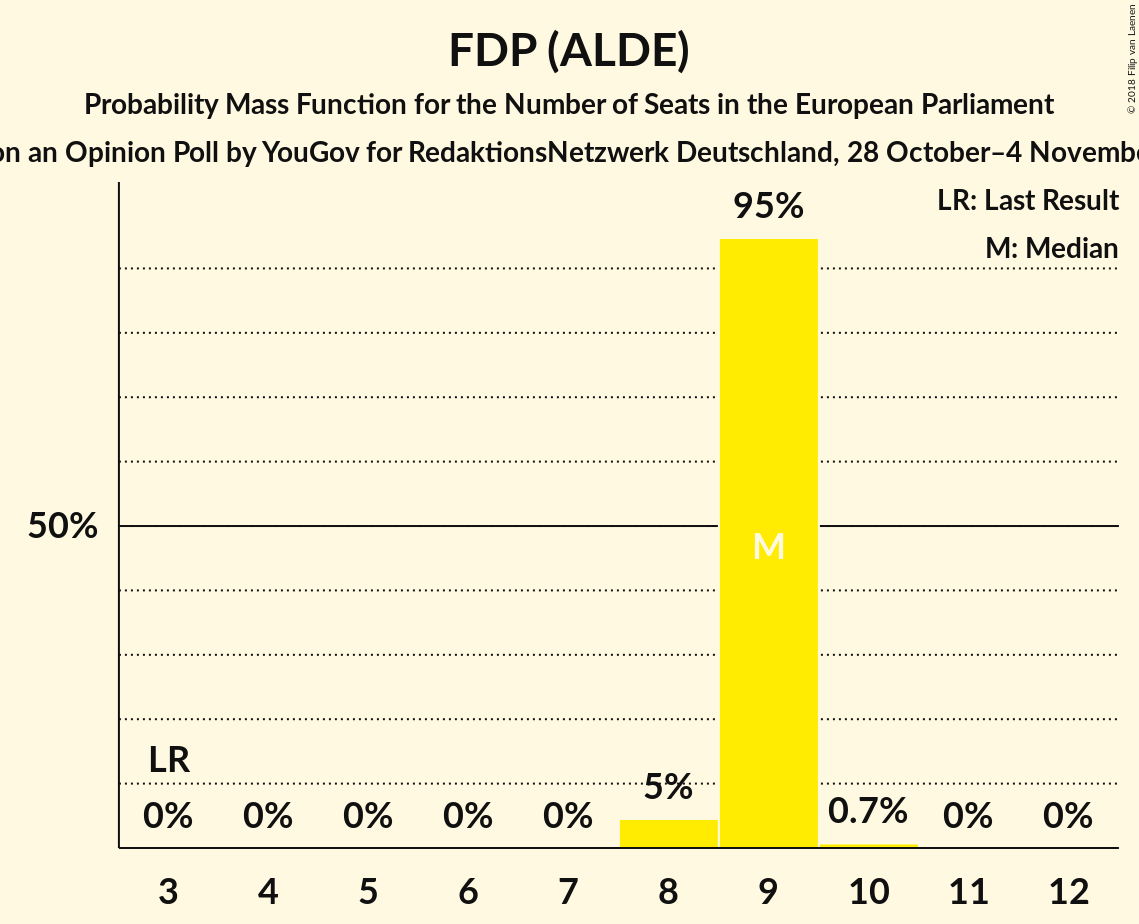 FDP (ALDE)
Probability Mass Function for the Number of Seats in the European Parliament
on an Opinion Poll by YouGov for RedaktionsNetzwerk Deutschland, 28 October–4
© 2018 Filip van Laenen
LR: Last Result
M: Median
95%
50%
M
LR
0% 0% 0% 0% 0% 5% 0.7% 0% 0%
3 4 5 6 7 8 9 10 11 12